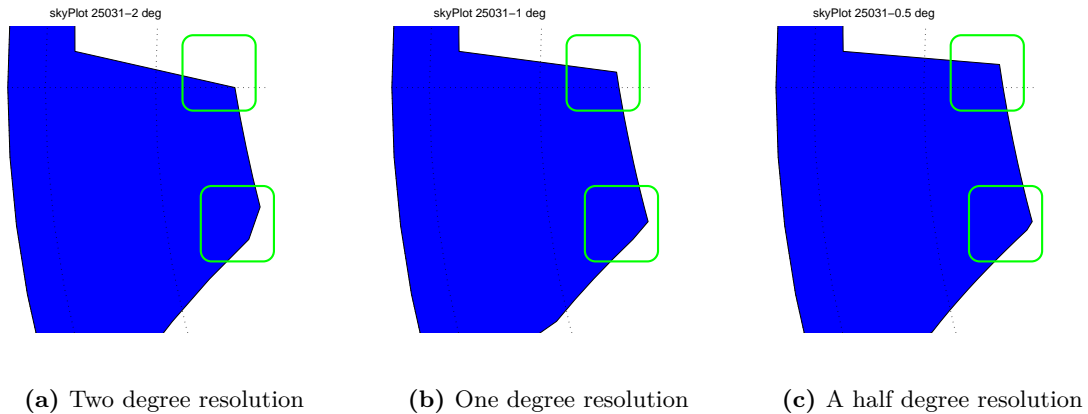 skyPlot 25031−2 deg
skyPlot 25031−1 deg
skyPlot 25031−0.5 deg
(a) Two degree resolution
(b) One degree resolution
(c) A half degree resolution